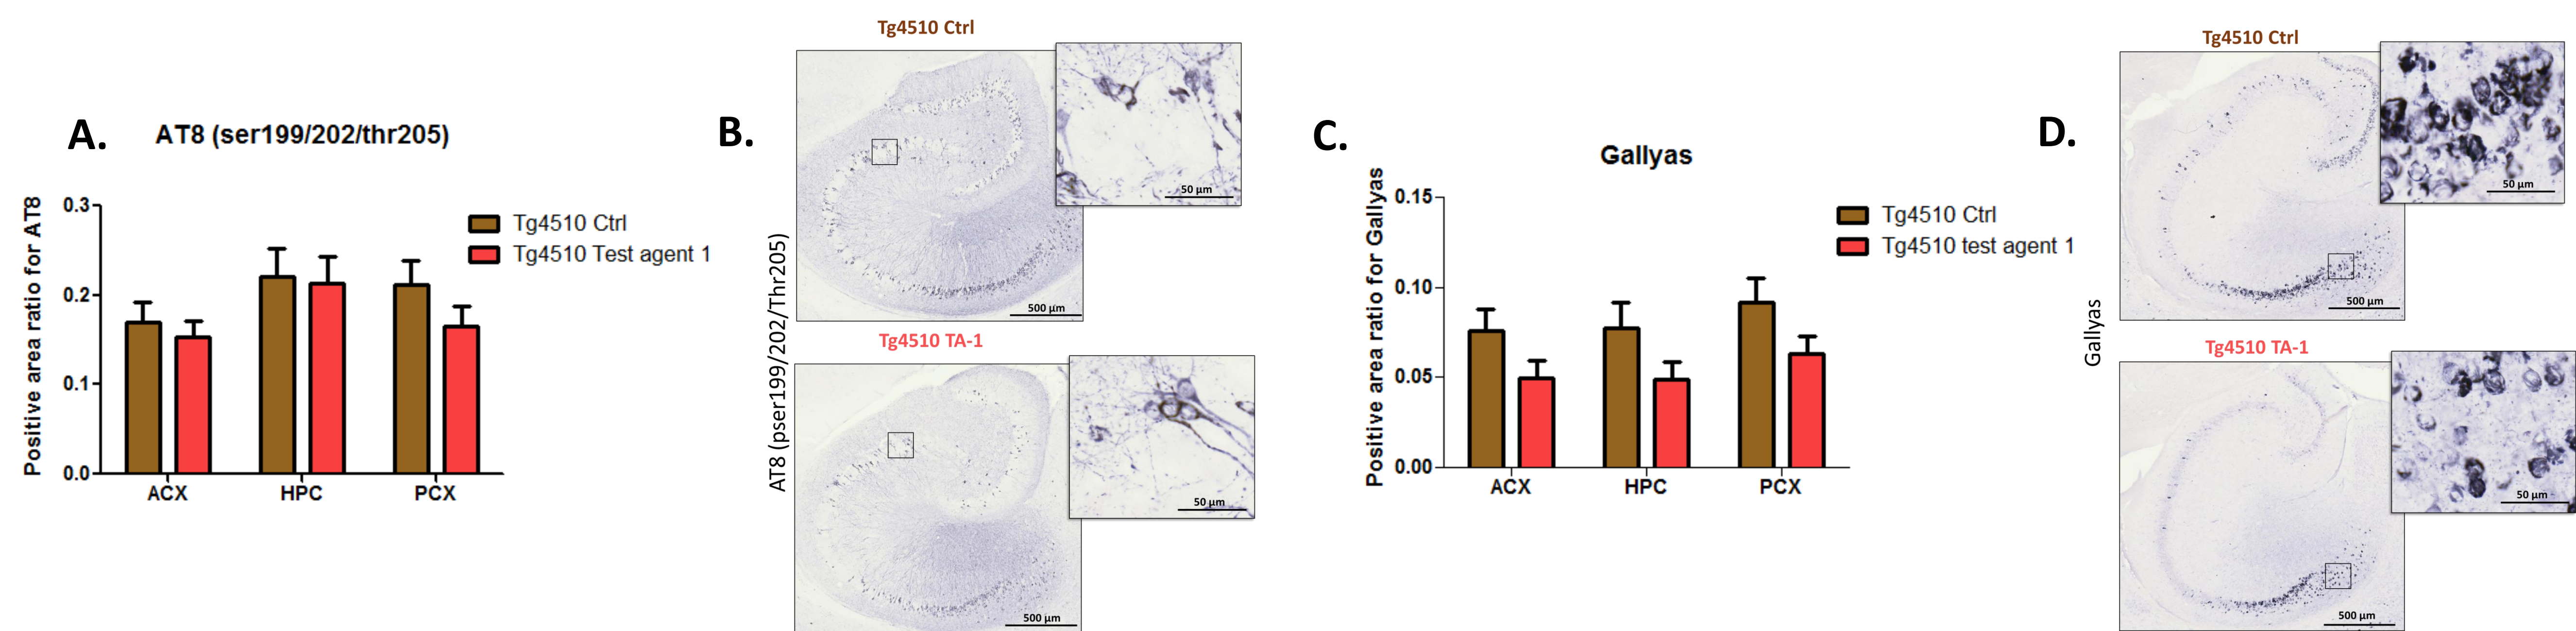 A.
AT8 (ser199/202/thr205)
Positive area ratio for AT8
0.3
0.2
0.1
0.0
ACX HPC PCX
Tg4510 Ctrl
Tg4510 Test agent 1
B.
AT8 (pser199/202/Thr205)
Tg4510 Ctrl
50 µm
500 µm
Tg4510 TA-1
50 µm
500 µm
C.
Gallyas
Positive area ratio for Gallyas
0.15
0.10
0.05
0.00
ACX HPC PCX
Tg4510 Ctrl
Tg4510 test agent 1
D.
Gallyas
Tg4510 Ctrl
50 µm
500 µm
Tg4510 TA-1
50 µm
500 µm